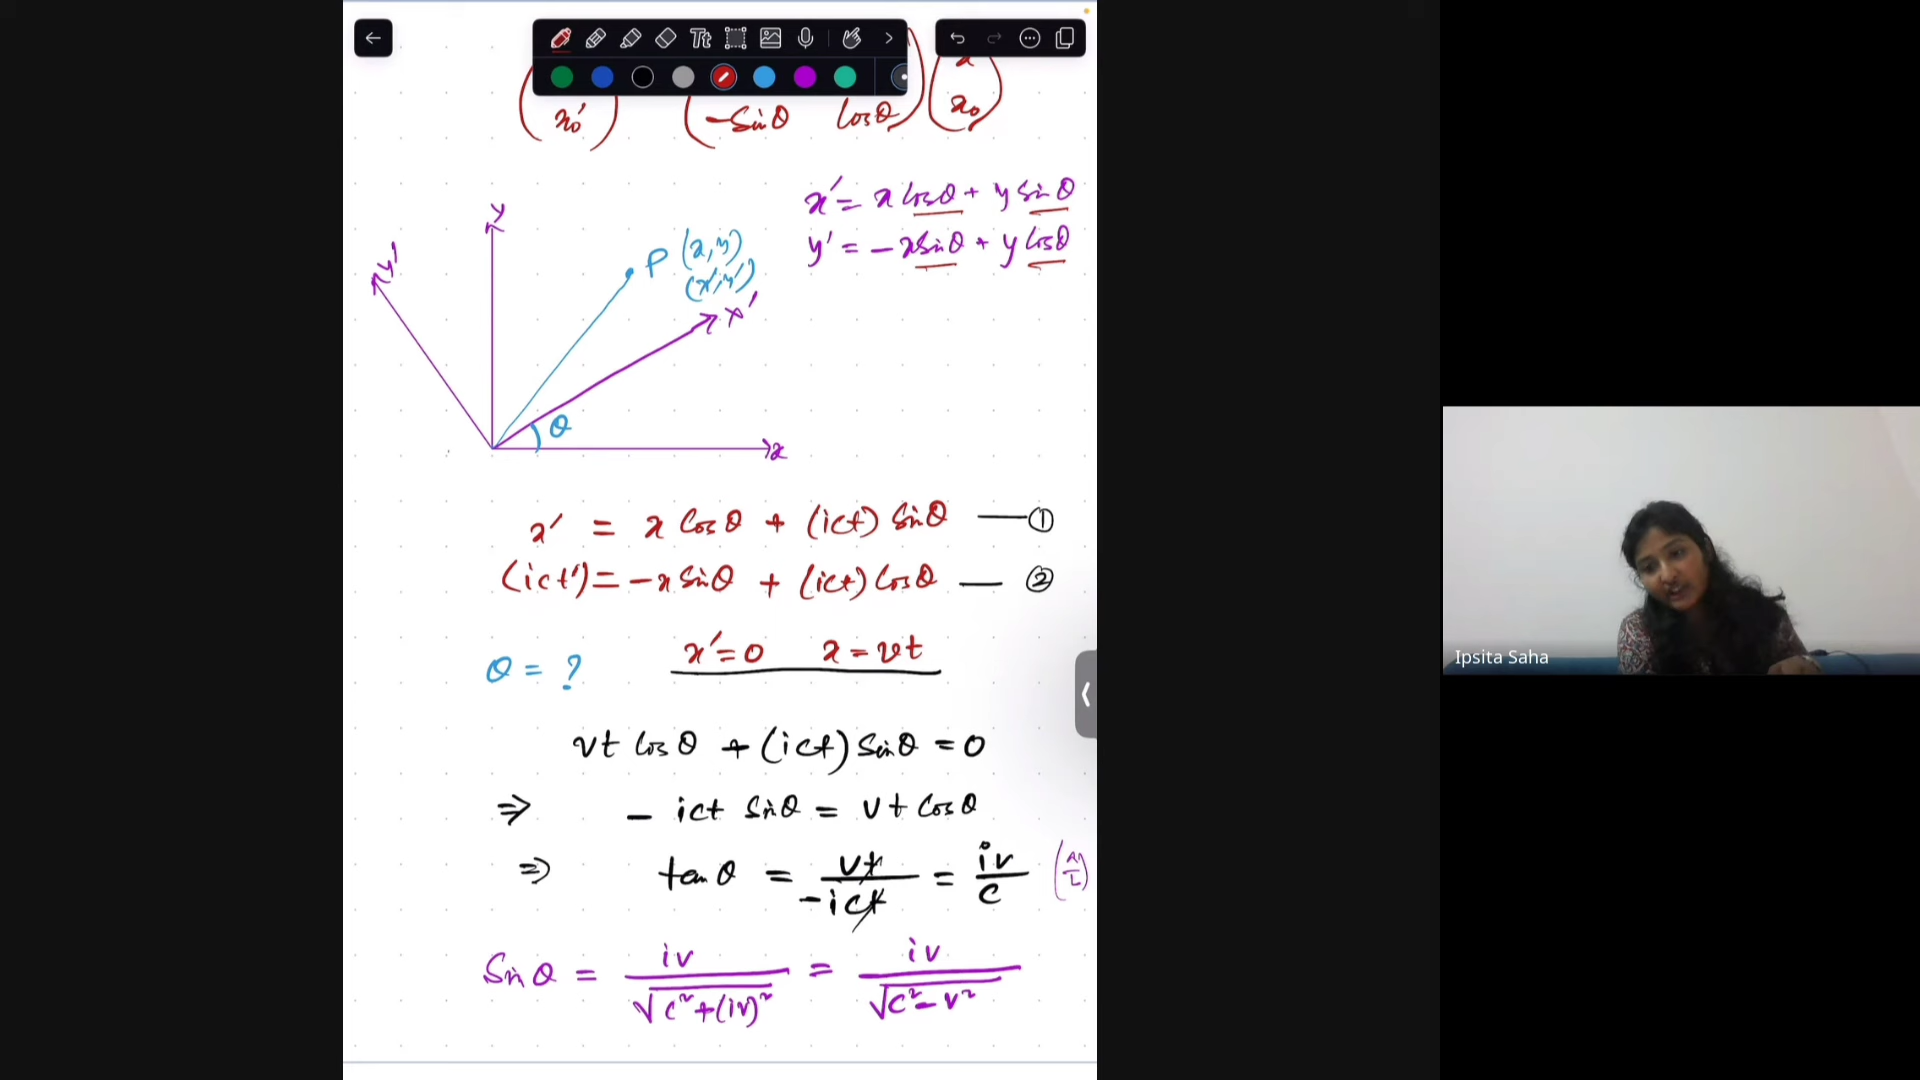 Tt
x₀′ -Sinθ Cosθ x₀
x′ = x Cosθ + y Sinθ
y′ = -xSinθ + y Cosθ
y
y′
P (x,y)
(x′,y′)
x′
θ
x
x′ = x Cosθ + (ict) Sinθ —①
(ict′) = -x Sinθ + (ict) Cosθ — ②
x′=0 x = vt
θ = ?
vt Cosθ + (ict) Sinθ = 0
⇒ - ict Sinθ = vt Cosθ
⇒ tanθ = vt/-ict = iv/c
Sinθ = iv/√c²+(iv)² = iv/√c²-v²
Ipsita Saha